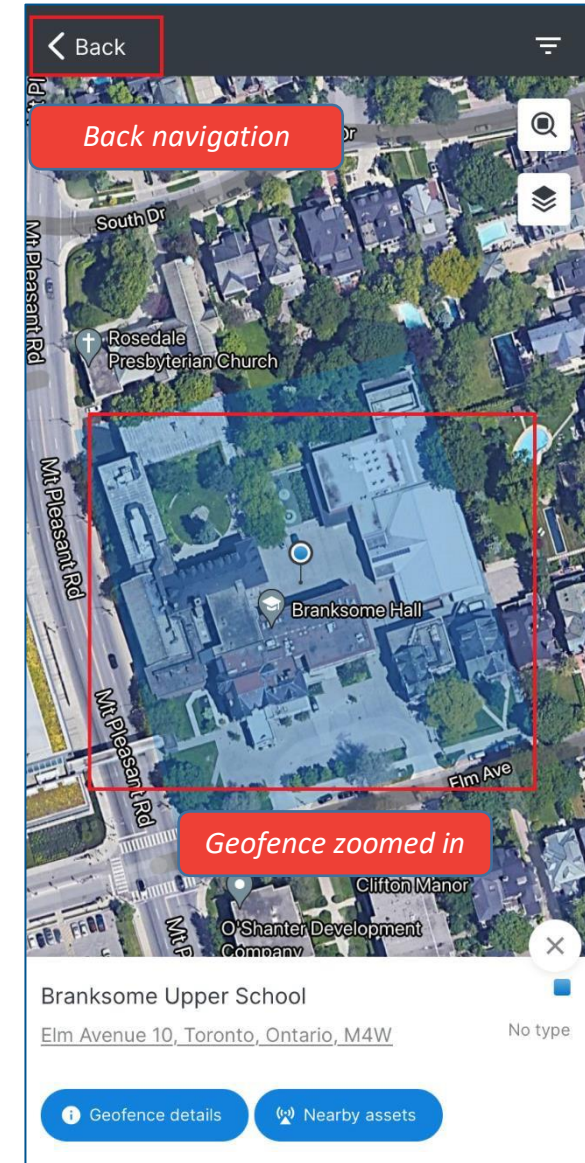 Back
Back navigation
or
South Dr
Mt Pleasant Rd
Rosedale
Presbyterian Church
Mt Pleasant Rd
Branksome Hall
Mt Pleasant Rd
Elm Ave
Geofence zoomed in
Clifton Manor
O'Shanter Development
Company
Mt P
Branksome Upper School
Elm Avenue 10, Toronto, Ontario, M4W
No type
Geofence details
Nearby assets